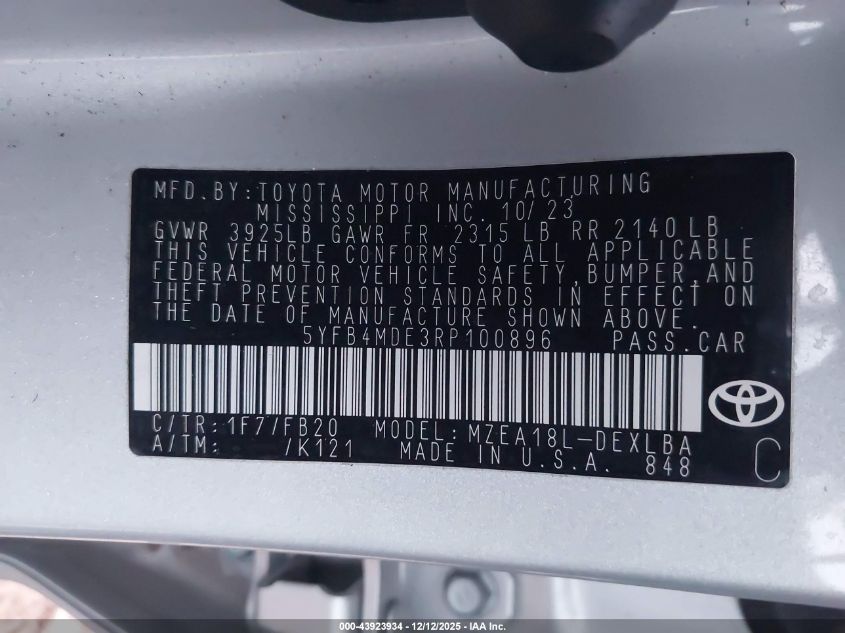 MFD.BY:TOYOTA MOTOR MANUFACTURING
MISSISSIPPI INC. 10/23
GVWR 3925LB GAWR FR 2315LB RR 2140LB
THIS VEHICLE CONFORMS TO ALL APPLICABLE
FEDERAL MOTOR VEHICLE SAFETY,BUMPER,AND
THEFT PREVENTION STANDARDS IN EFFECT ON
THE DATE OF MANUFACTURE SHOWN ABOVE.
5YFB4MDE3RP100896 PASS.CAR
C/TR:1F7/FB20 MODEL:MZEA18L-DEXLBA
A/TM: /K121 MADE IN U.S.A. 848
C
000-43923934 - 12/12/2025 - IAA Inc.